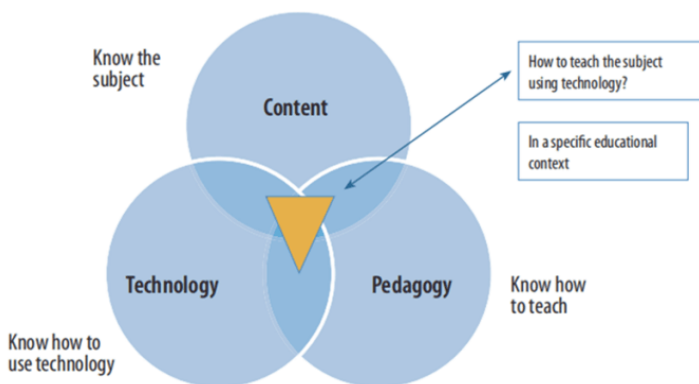 Know the
subject
Content
How to teach the subject
using technology?
In a specific educational
context
Technology
Pedagogy
Know how
to teach
Know how to
use technology